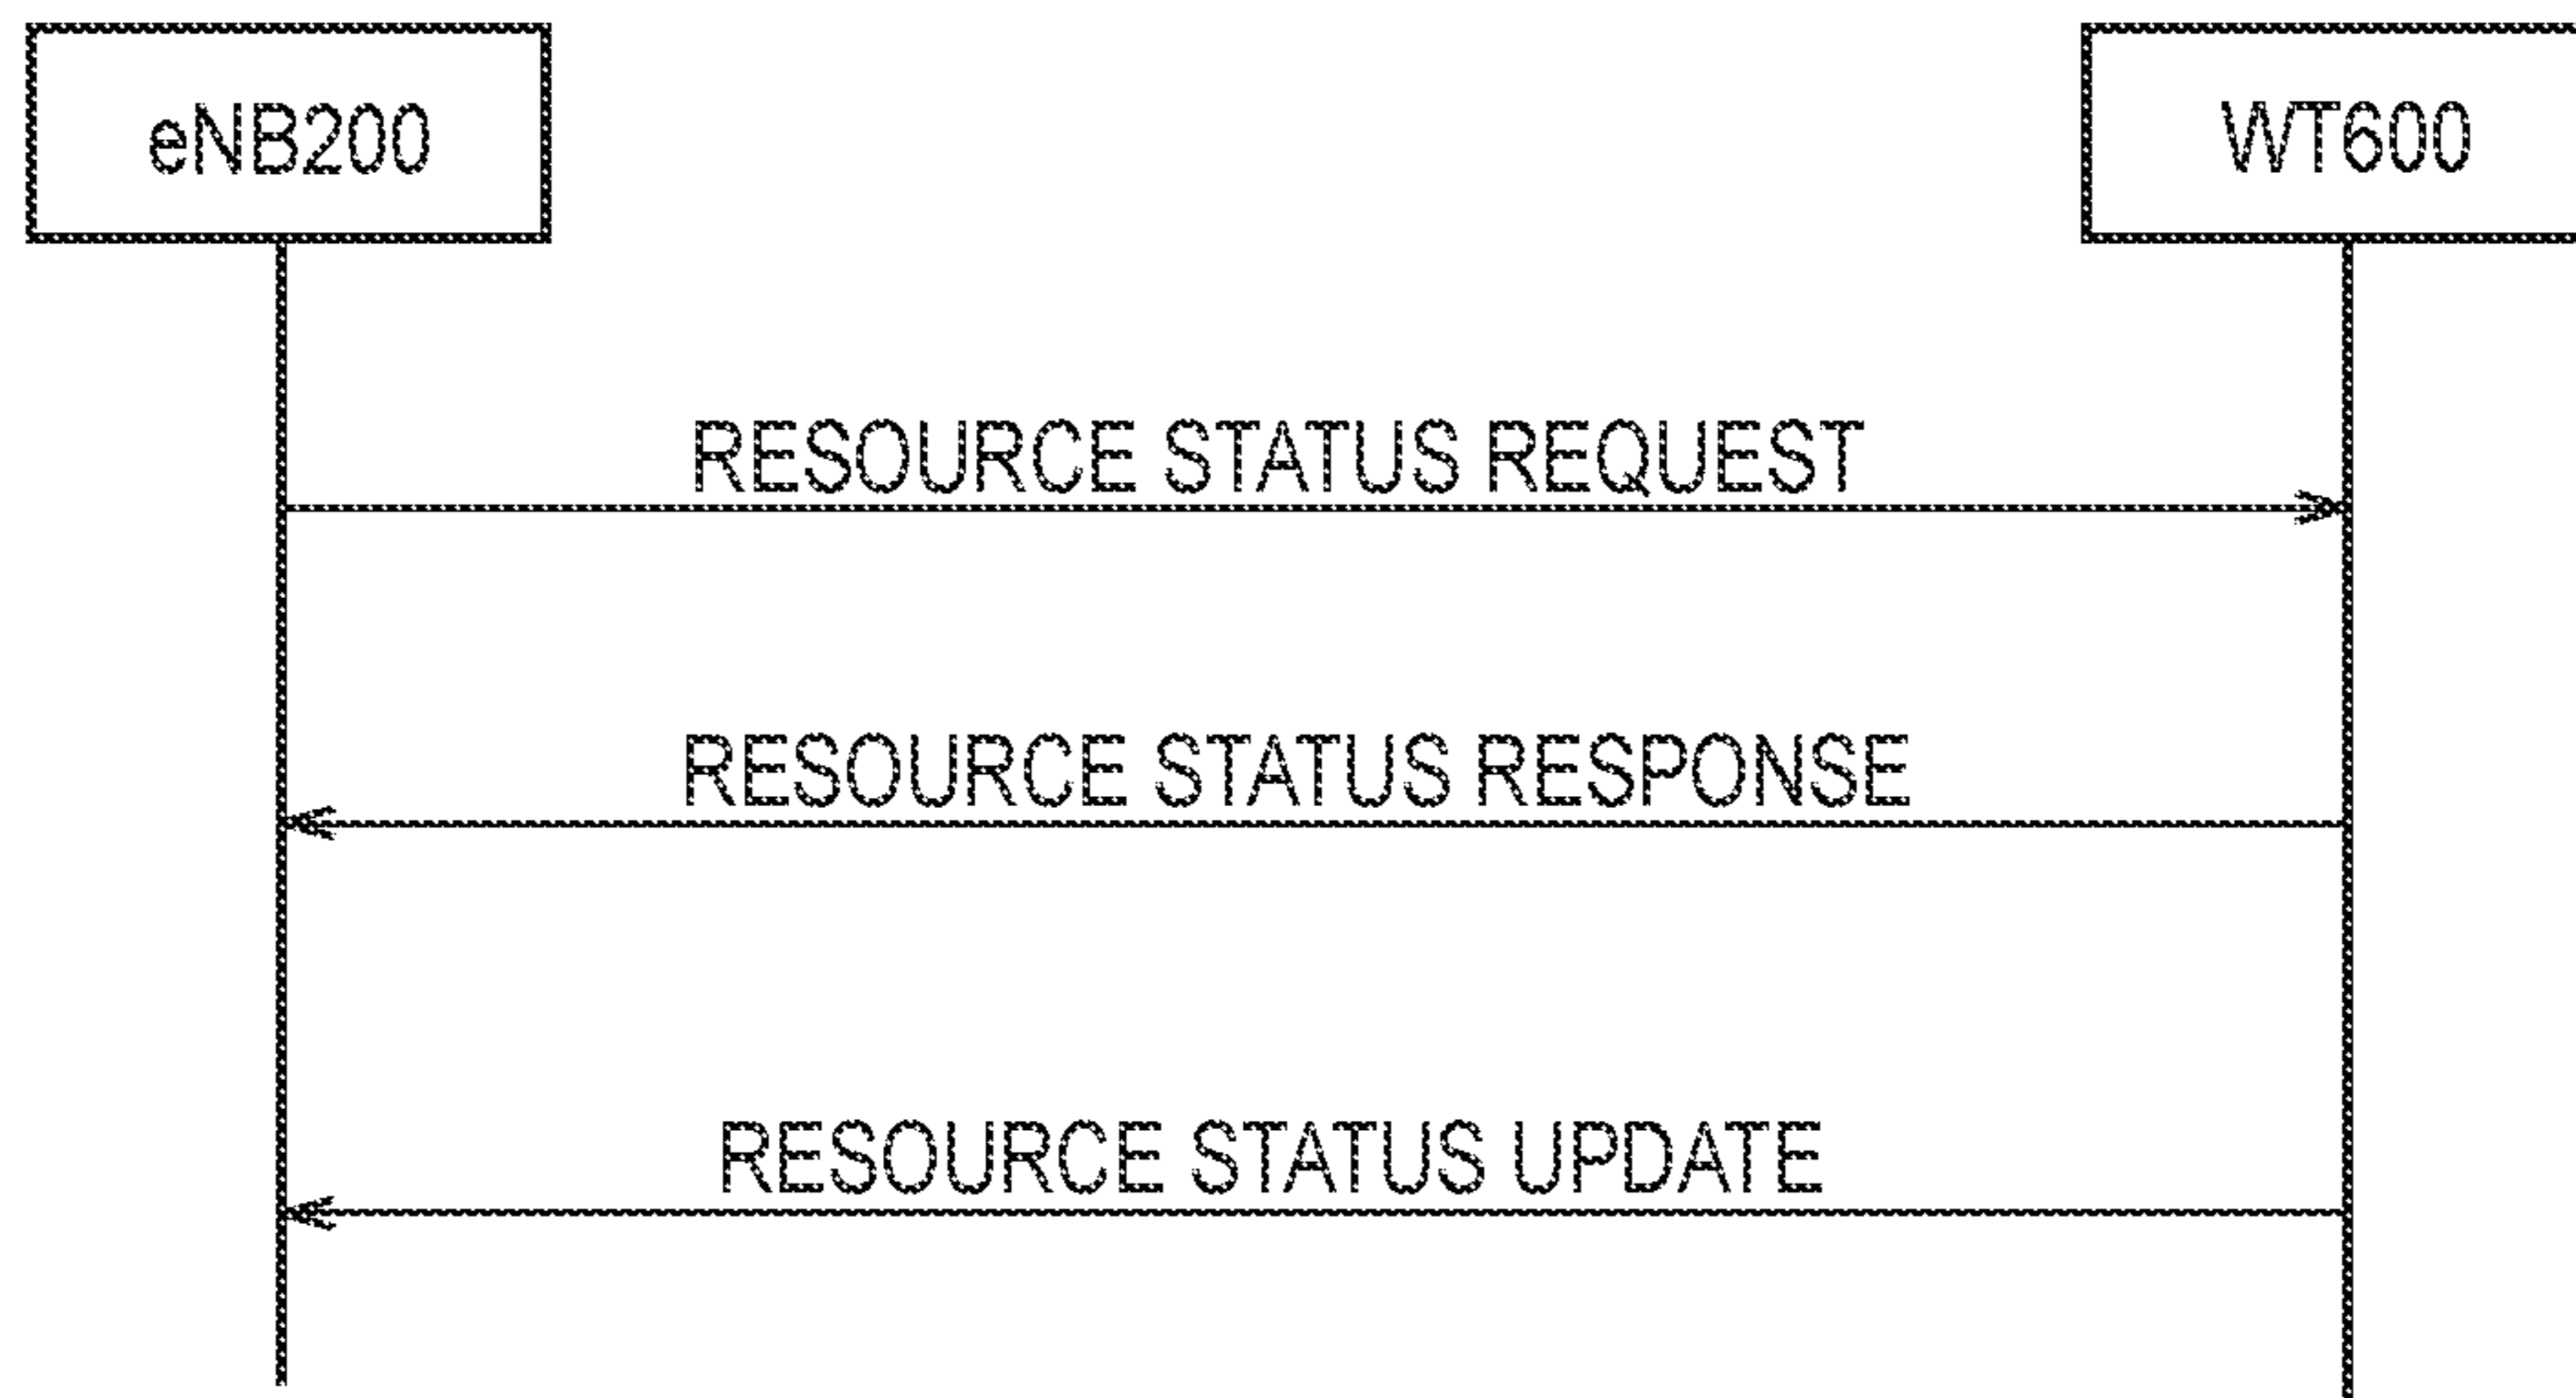 eNB200
WT600
RESOURCE STATUS REQUEST
RESOURCE STATUS RESPONSE
RESOURCE STATUS UPDATE